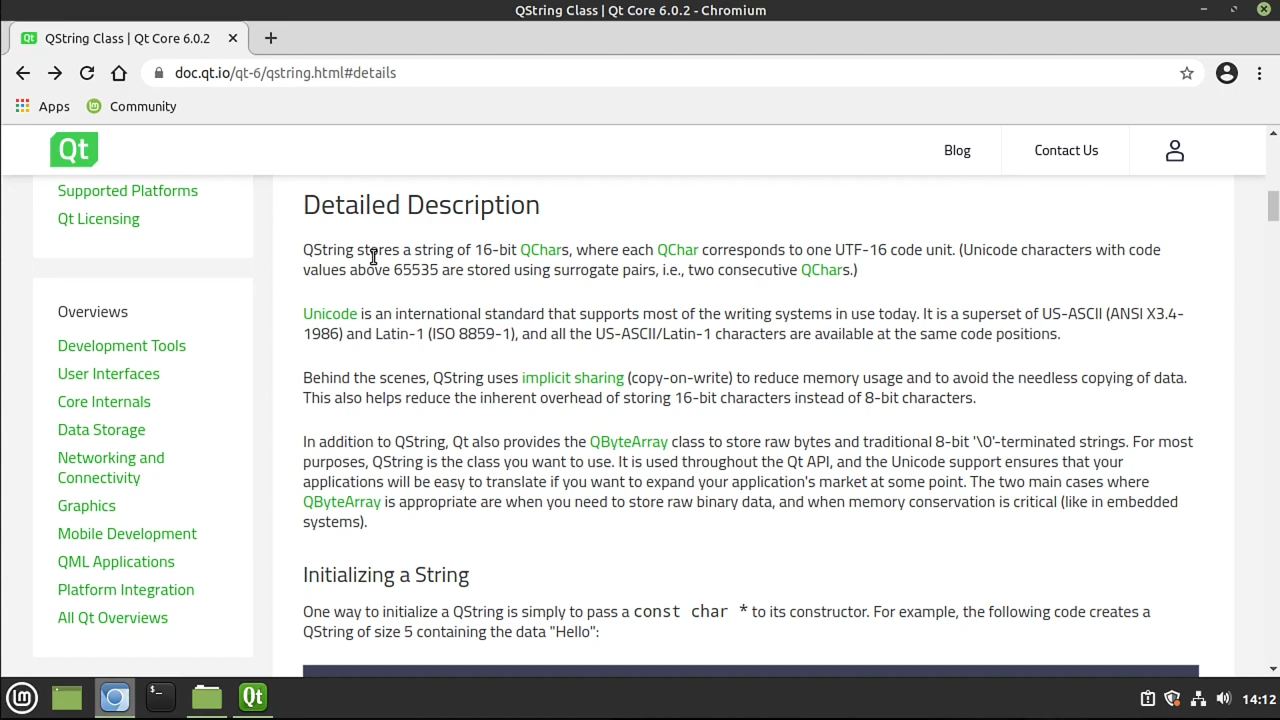 QString Class | Qt Core 6.0.2 - Chromium
Qt QString Class | Qt Core 6.0.2
doc.qt.io/qt-6/qstring.html#details
Apps Community
Qt Blog Contact Us
Supported Platforms
Qt Licensing
Overviews
Development Tools
User Interfaces
Core Internals
Data Storage
Networking and
Connectivity
Graphics
Mobile Development
QML Applications
Platform Integration
All Qt Overviews
Detailed Description
QString stores a string of 16-bit QChars, where each QChar corresponds to one UTF-16 code unit. (Unicode characters with code
values above 65535 are stored using surrogate pairs, i.e., two consecutive QChars.)
Unicode is an international standard that supports most of the writing systems in use today. It is a superset of US-ASCII (ANSI X3.4-
1986) and Latin-1 (ISO 8859-1), and all the US-ASCII/Latin-1 characters are available at the same code positions.
Behind the scenes, QString uses implicit sharing (copy-on-write) to reduce memory usage and to avoid the needless copying of data.
This also helps reduce the inherent overhead of storing 16-bit characters instead of 8-bit characters.
In addition to QString, Qt also provides the QByteArray class to store raw bytes and traditional 8-bit '\0'-terminated strings. For most
purposes, QString is the class you want to use. It is used throughout the Qt API, and the Unicode support ensures that your
applications will be easy to translate if you want to expand your application's market at some point. The two main cases where
QByteArray is appropriate are when you need to store raw binary data, and when memory conservation is critical (like in embedded
systems).
Initializing a String
One way to initialize a QString is simply to pass a const char * to its constructor. For example, the following code creates a
QString of size 5 containing the data "Hello":
Qt 14:12